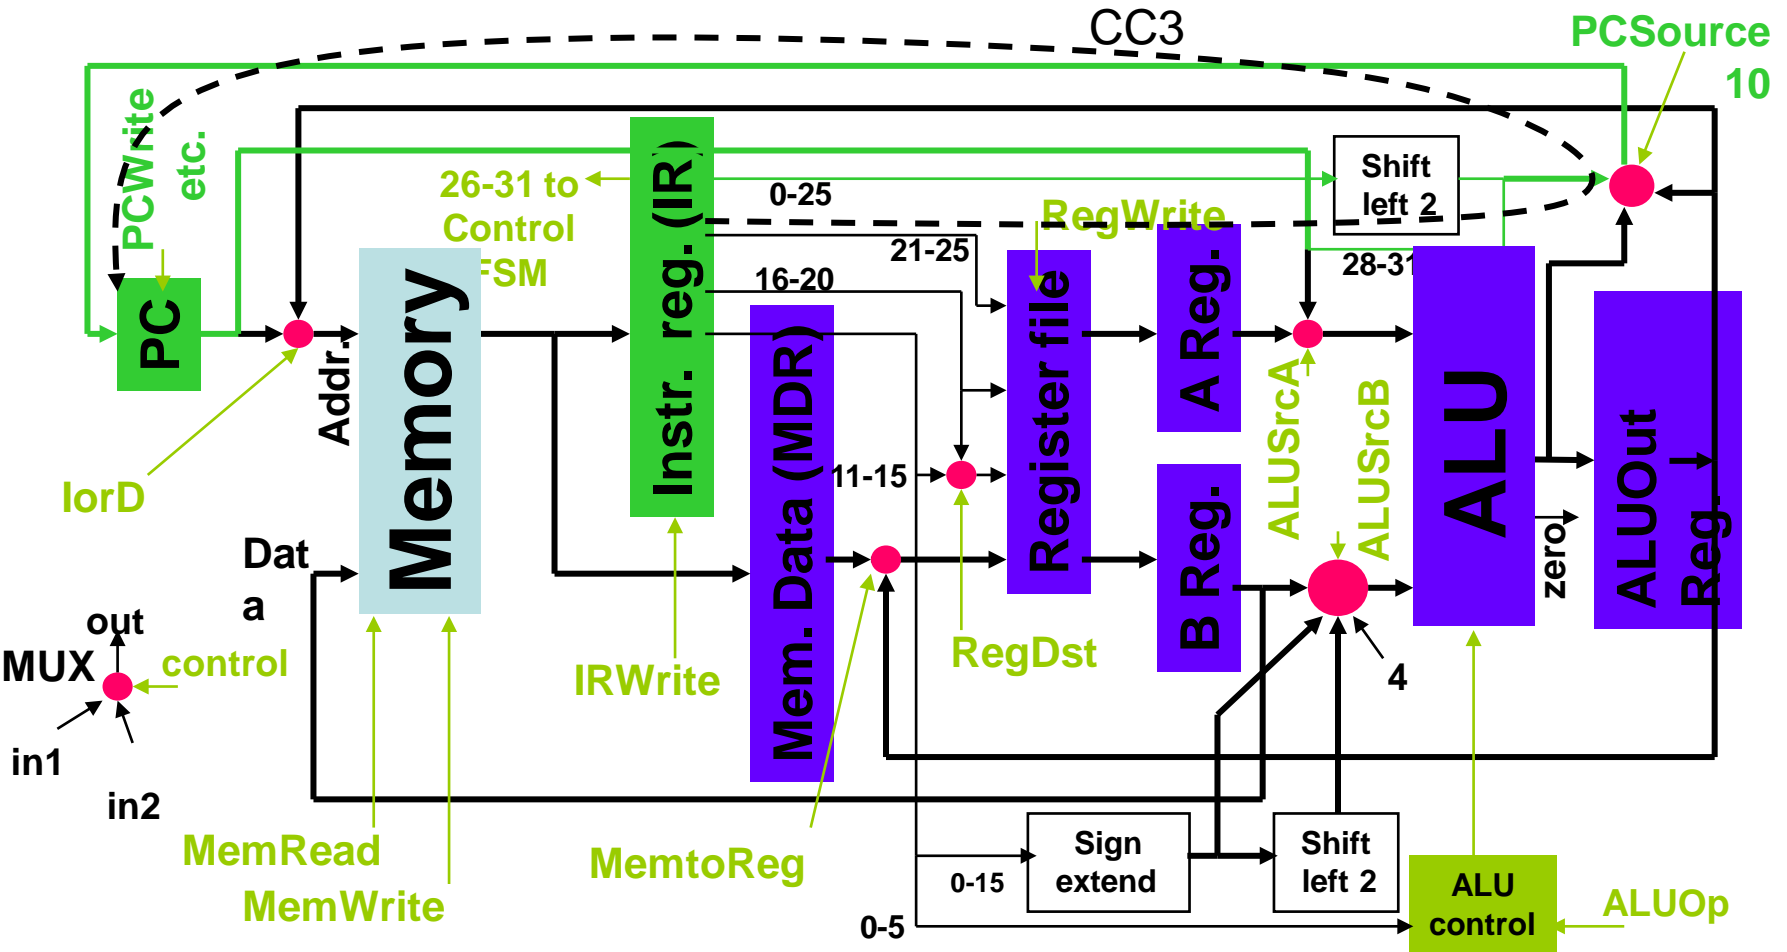 CC3
PCSource
10
PCWrite
etc.
26-31 to
Control
FSM
0-25
Shift
left 2
RegWrite
21-25
28-31
16-20
PC
Addr.
Memory
Instr. reg. (IR)
Mem. Data (MDR)
Register file
A Reg.
B Reg.
ALUSrcA
ALUSrcB
ALU
ALUOut
Reg.
zero
IorD
11-15
Dat
a
out
MUX
control
in1
in2
RegDst
IRWrite
4
MemRead
MemWrite
MemtoReg
Sign
extend
Shift
left 2
0-15
0-5
ALU
control
ALUOp